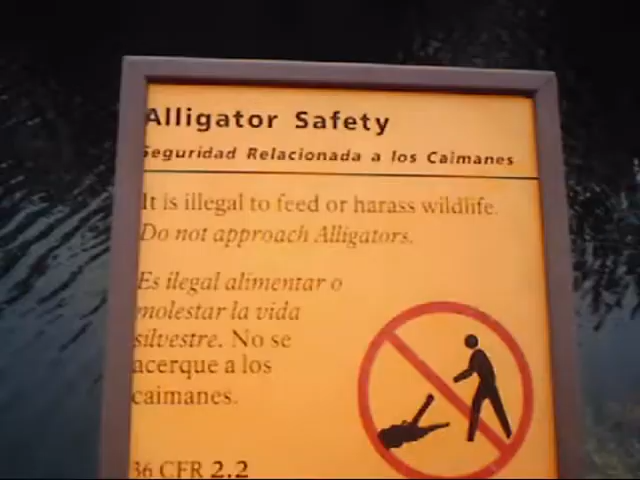 Alligator Safety
Seguridad Relacionada a los Caimanes
It is illegal to feed or harass wildlife.
Do not approach Alligators.
Es ilegal alimentar o
molestar la vida
silvestre. No se
acerque a los
caimanes.
36 CFR 2.2